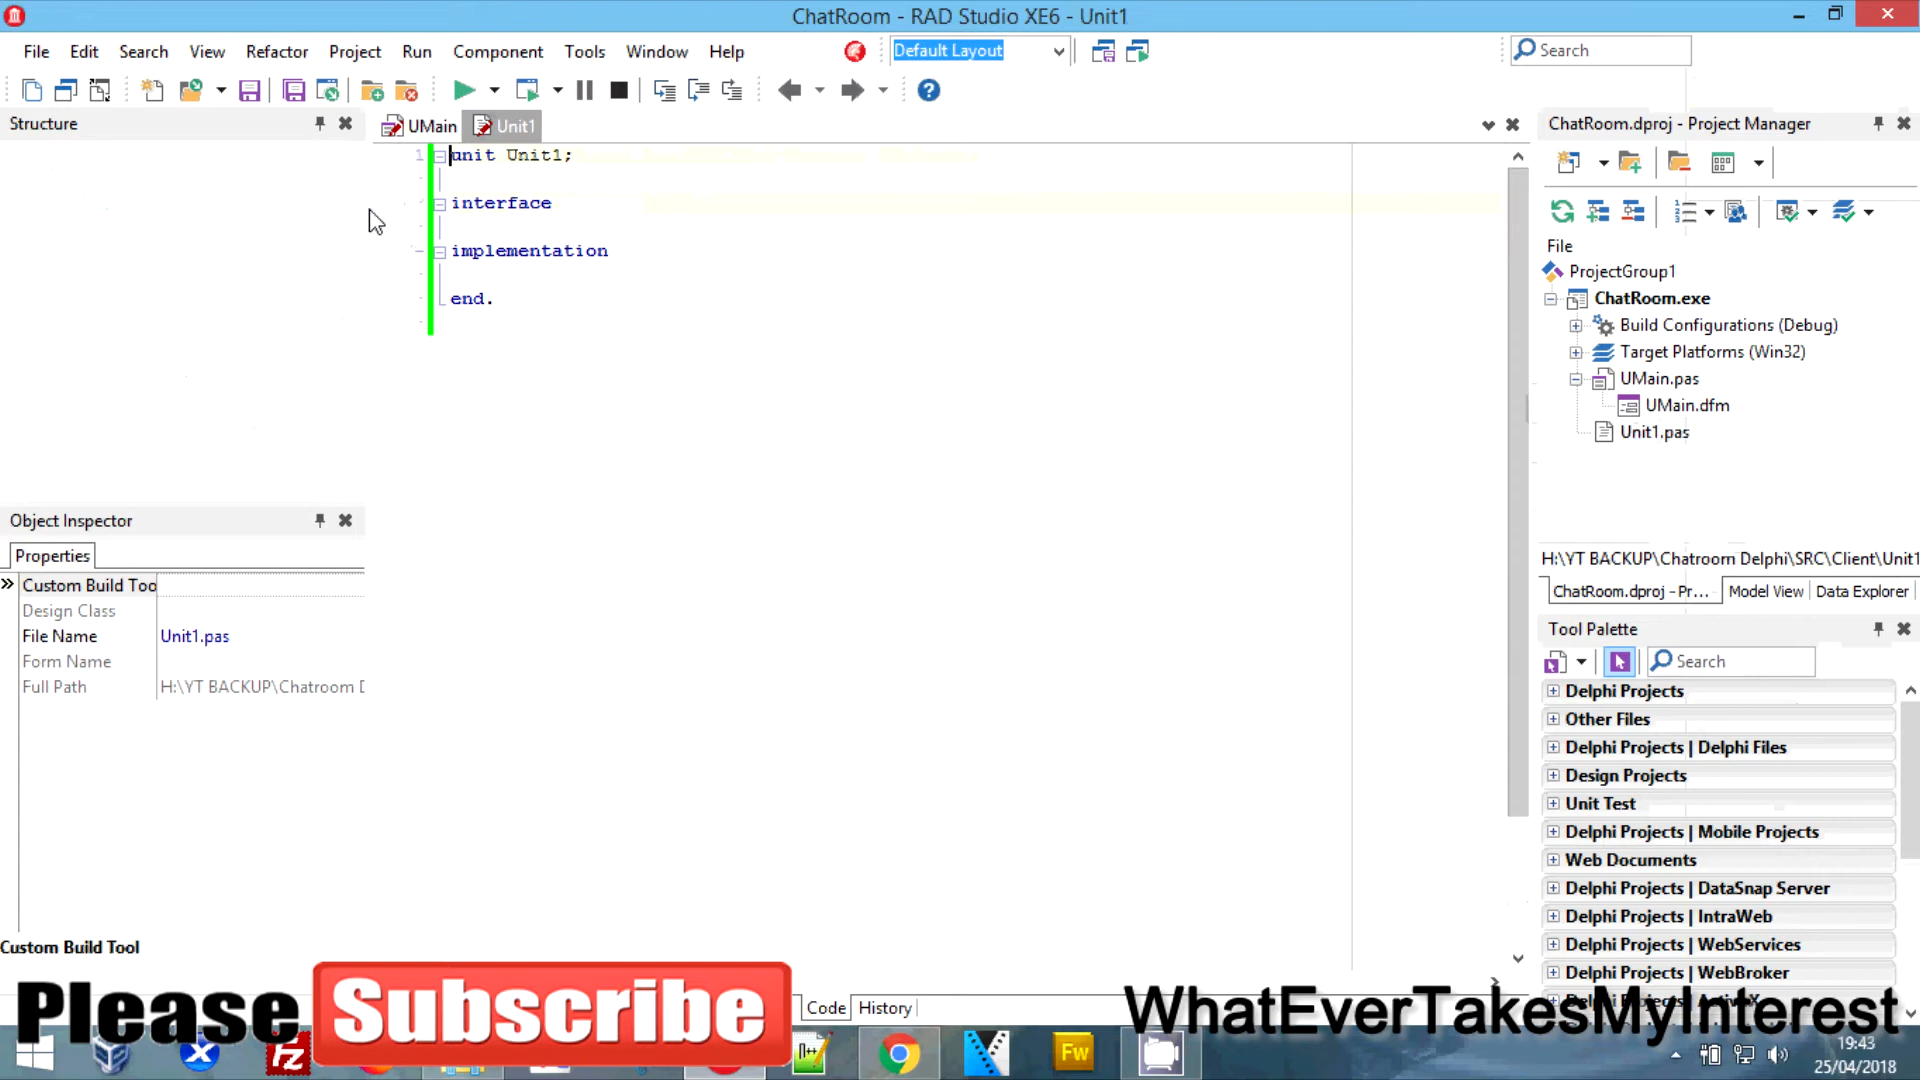 ChatRoom - RAD Studio XE6 - Unit1
File Edit Search View Refactor Project Run Component Tools Window Help
Default Layout
Search
Structure
UMain
Unit1
1
unit Unit1;
interface
implementation
end.
Object Inspector
Properties
Custom Build Too
Design Class
File Name Unit1.pas
Form Name
Full Path H:\YT BACKUP\Chatroom D
Custom Build Tool
Code
History
ChatRoom.dproj - Project Manager
File
ProjectGroup1
ChatRoom.exe
Build Configurations (Debug)
Target Platforms (Win32)
UMain.pas
UMain.dfm
Unit1.pas
H:\YT BACKUP\Chatroom Delphi\SRC\Client\Unit1
ChatRoom.dproj - Pr...
Model View
Data Explorer
Tool Palette
Search
Delphi Projects
Other Files
Delphi Projects | Delphi Files
Design Projects
Unit Test
Delphi Projects | Mobile Projects
Web Documents
Delphi Projects | DataSnap Server
Delphi Projects | IntraWeb
Delphi Projects | WebServices
Delphi Projects | WebBroker
Delphi Projects | ActiveX
Please Subscribe
WhatEverTakesMyInterest
Fz
Fw
19:43
25/04/2018